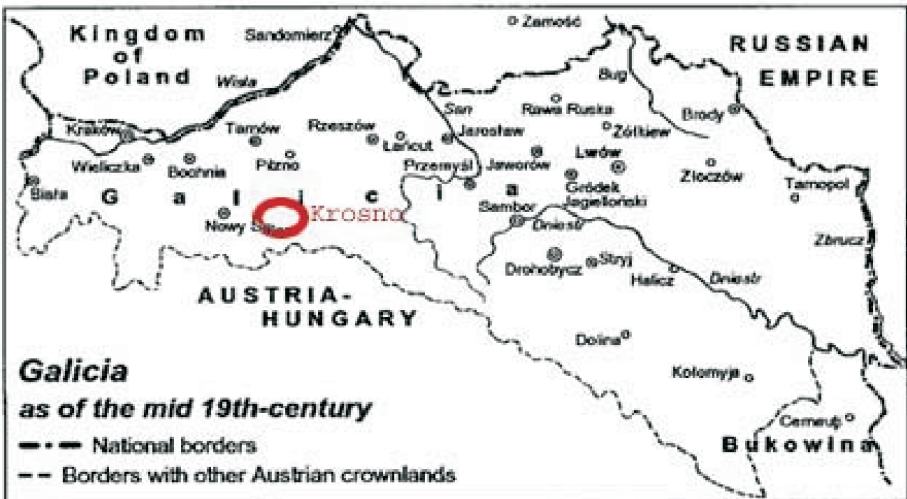 Kingdom
of
Poland
Sandomierz
Zamość
RUSSIAN
EMPIRE
Wisła
Bug
San
Rawa Ruska
Brody
Kraków
Tarnów
Rzeszów
Łańcut
Jarosław
Żółkiew
Wieliczka
Bochnia
Pilzno
Przemyśl
Jaworów
Lwów
Złoczów
Biała
Galicia
Gródek
Jagielloński
Tarnopol
Nowy
Krosno
Sambor
Dniestr
Zbrucz
Drohobycz
Stryj
Halicz
Dniestr
AUSTRIA-
HUNGARY
Dolina
Kołomyja
Galicia
as of the mid 19th-century
National borders
Borders with other Austrian crownlands
Bukowina